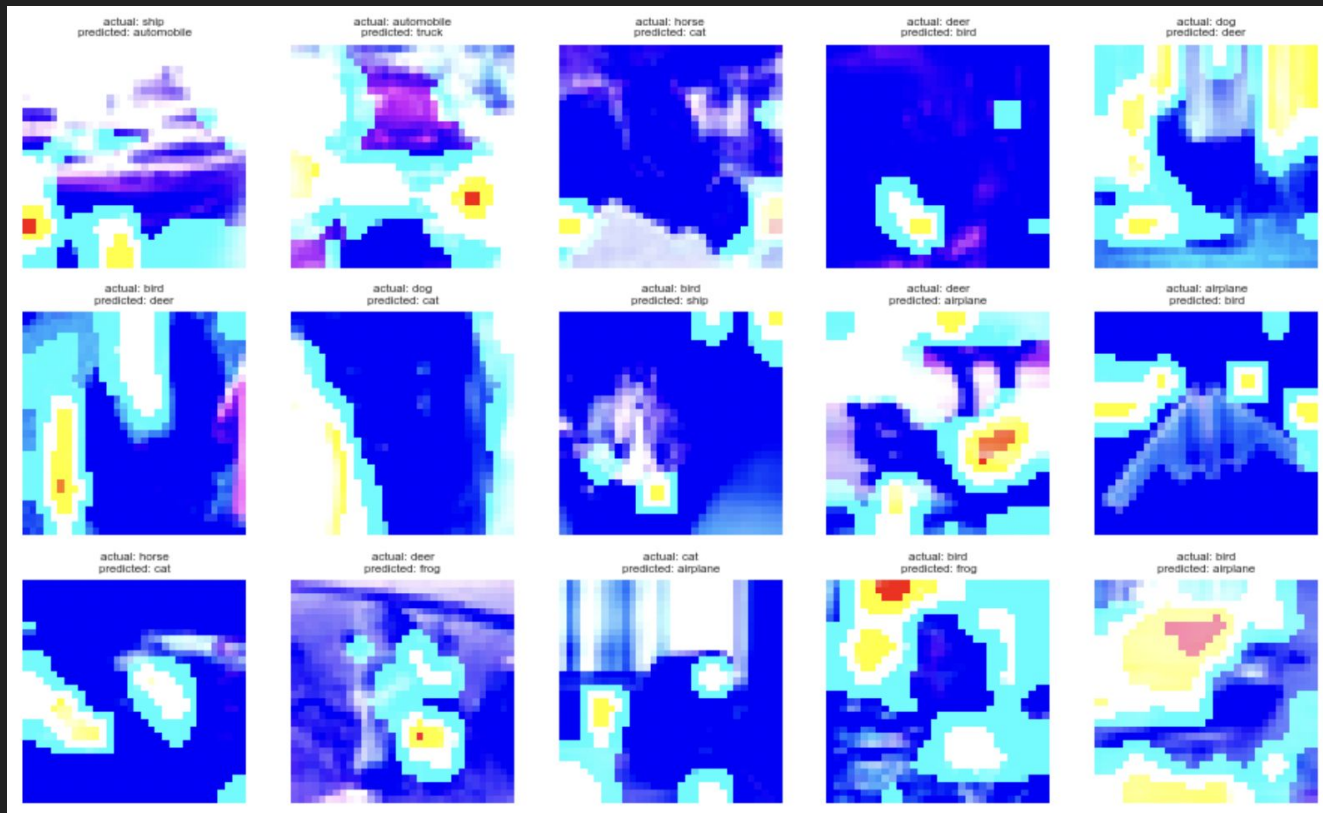 actual: ship
predicted: automobile
actual: automobile
predicted: truck
actual: horse
predicted: cat
actual: deer
predicted: bird
actual: dog
predicted: deer
actual: bird
predicted: deer
actual: dog
predicted: cat
actual: bird
predicted: ship
actual: deer
predicted: airplane
actual: airplane
predicted: bird
actual: horse
predicted: cat
actual: deer
predicted: frog
actual: cat
predicted: airplane
actual: bird
predicted: frog
actual: bird
predicted: airplane